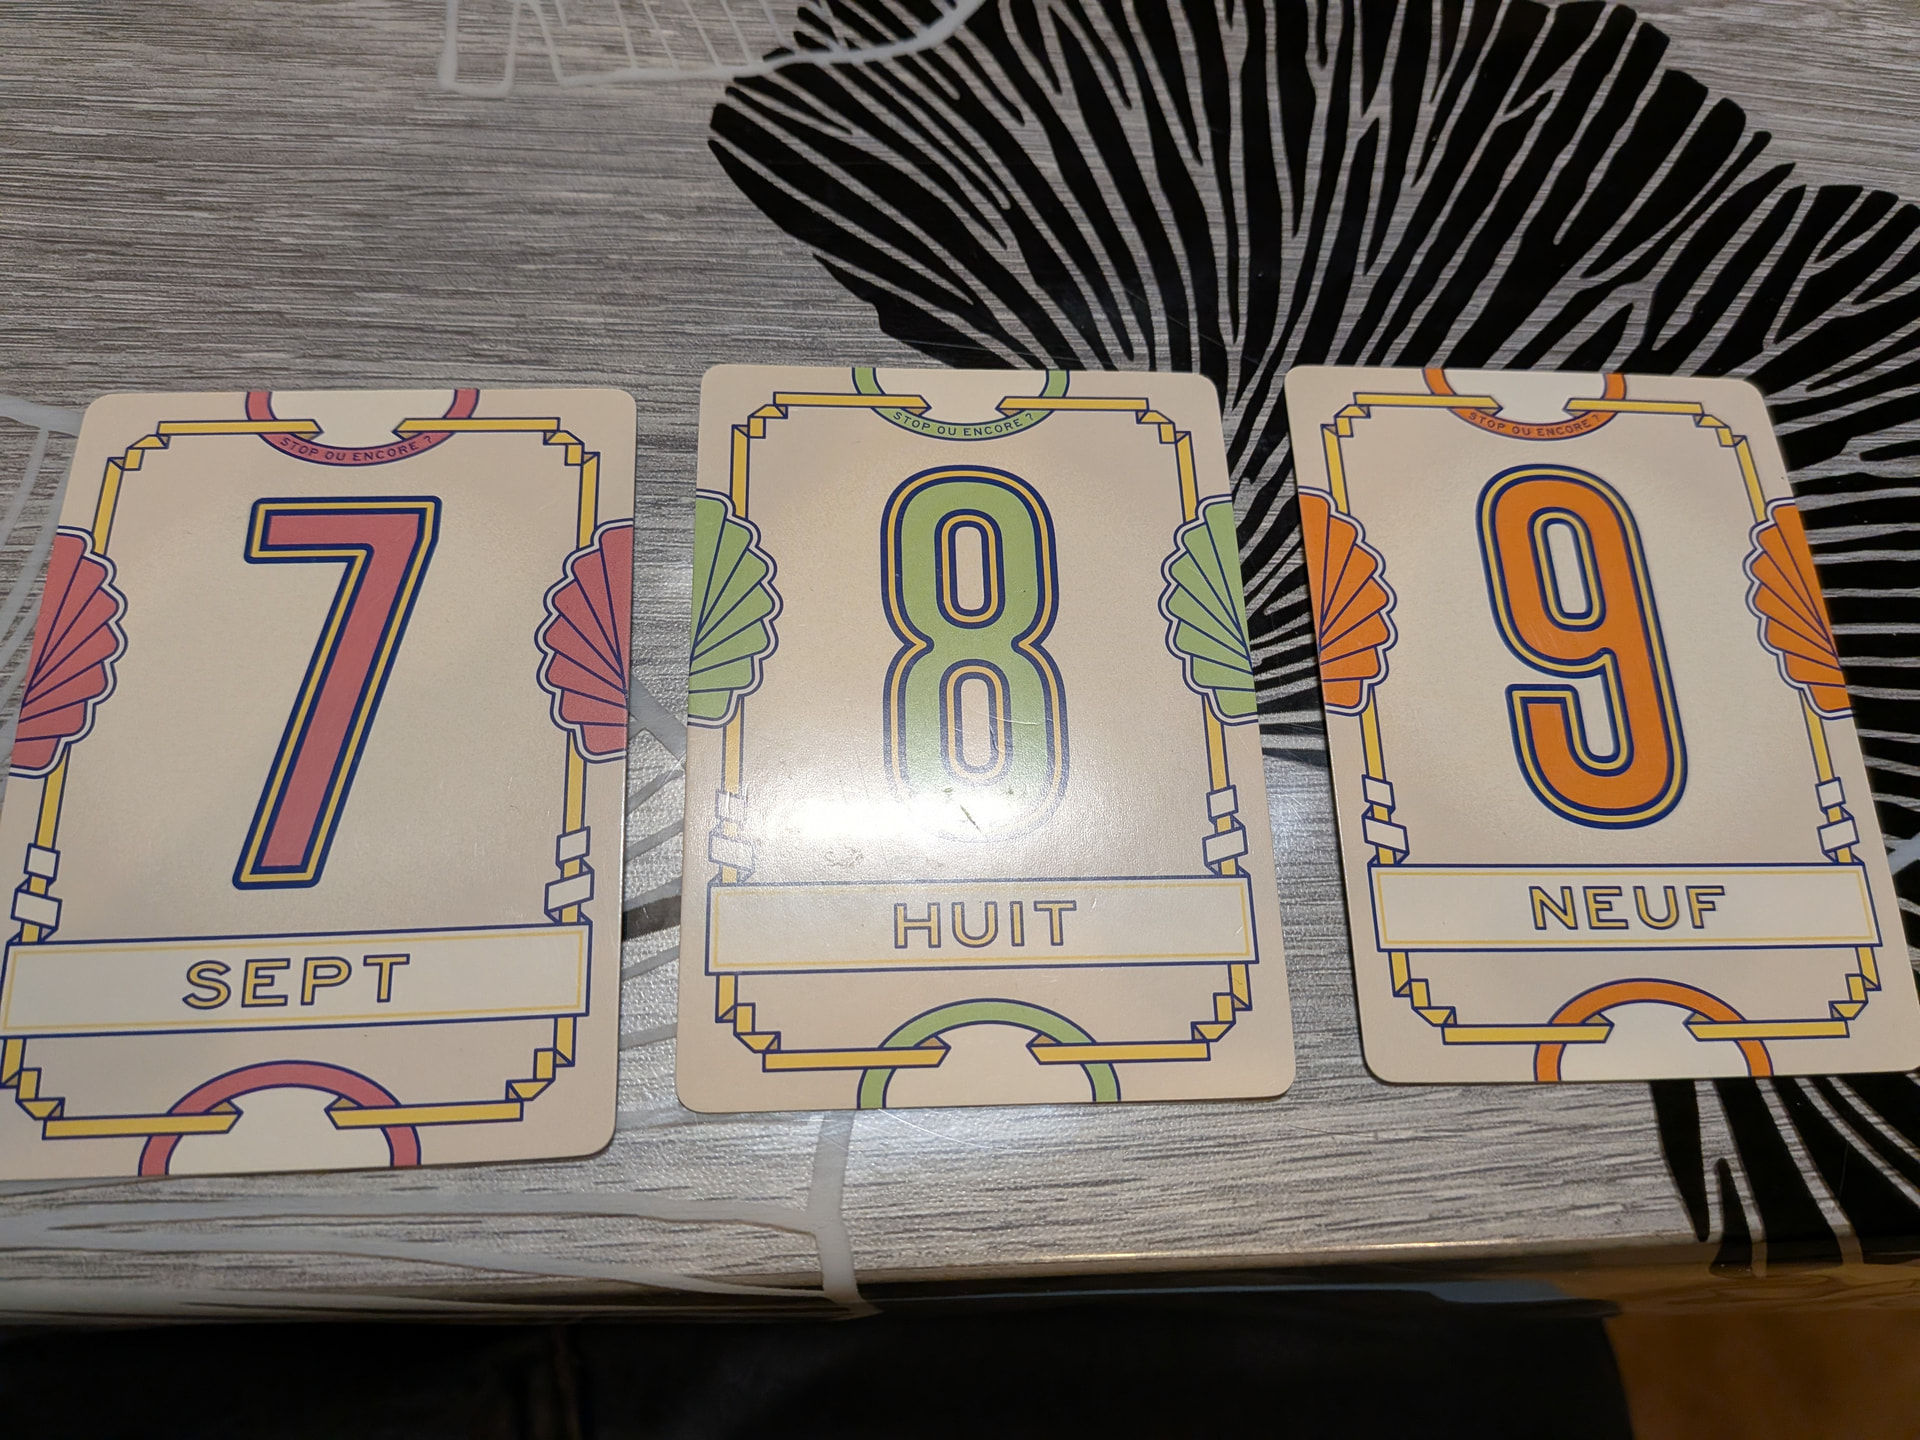 STOP OU ENCORE ?
7
SEPT
STOP OU ENCORE ?
8
HUIT
STOP OU ENCORE ?
9
NEUF